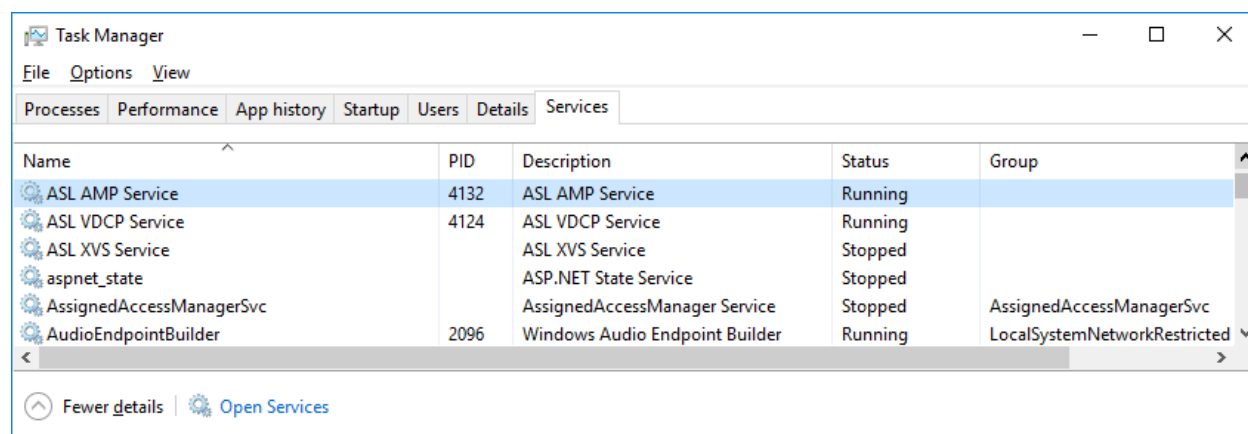 Task Manager
File Options View
Processes Performance App history Startup Users Details Services
Name PID Description Status Group
ASL AMP Service 4132 ASL AMP Service Running
ASL VDCP Service 4124 ASL VDCP Service Running
ASL XVS Service ASL XVS Service Stopped
aspnet_state ASP.NET State Service Stopped
AssignedAccessManagerSvc AssignedAccessManager Service Stopped AssignedAccessManagerSvc
AudioEndpointBuilder 2096 Windows Audio Endpoint Builder Running LocalSystemNetworkRestricted
Fewer details Open Services